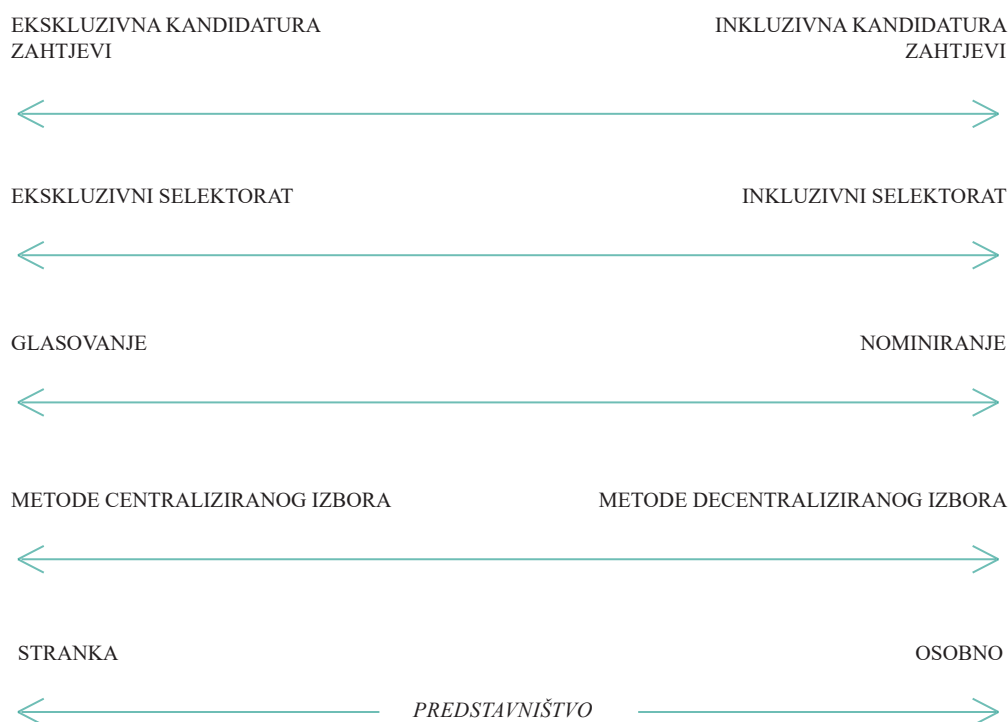 EKSKLUZIVNA KANDIDATURA
ZAHTJEVI
INKLUZIVNA KANDIDATURA
ZAHTJEVI
EKSKLUZIVNI SELEKTORAT
INKLUZIVNI SELEKTORAT
GLASOVANJE
NOMINIRANJE
METODE CENTRALIZIRANOG IZBORA
METODE DECENTRALIZIRANOG IZBORA
STRANKA
OSOBNO
PREDSTAVNIŠTVO